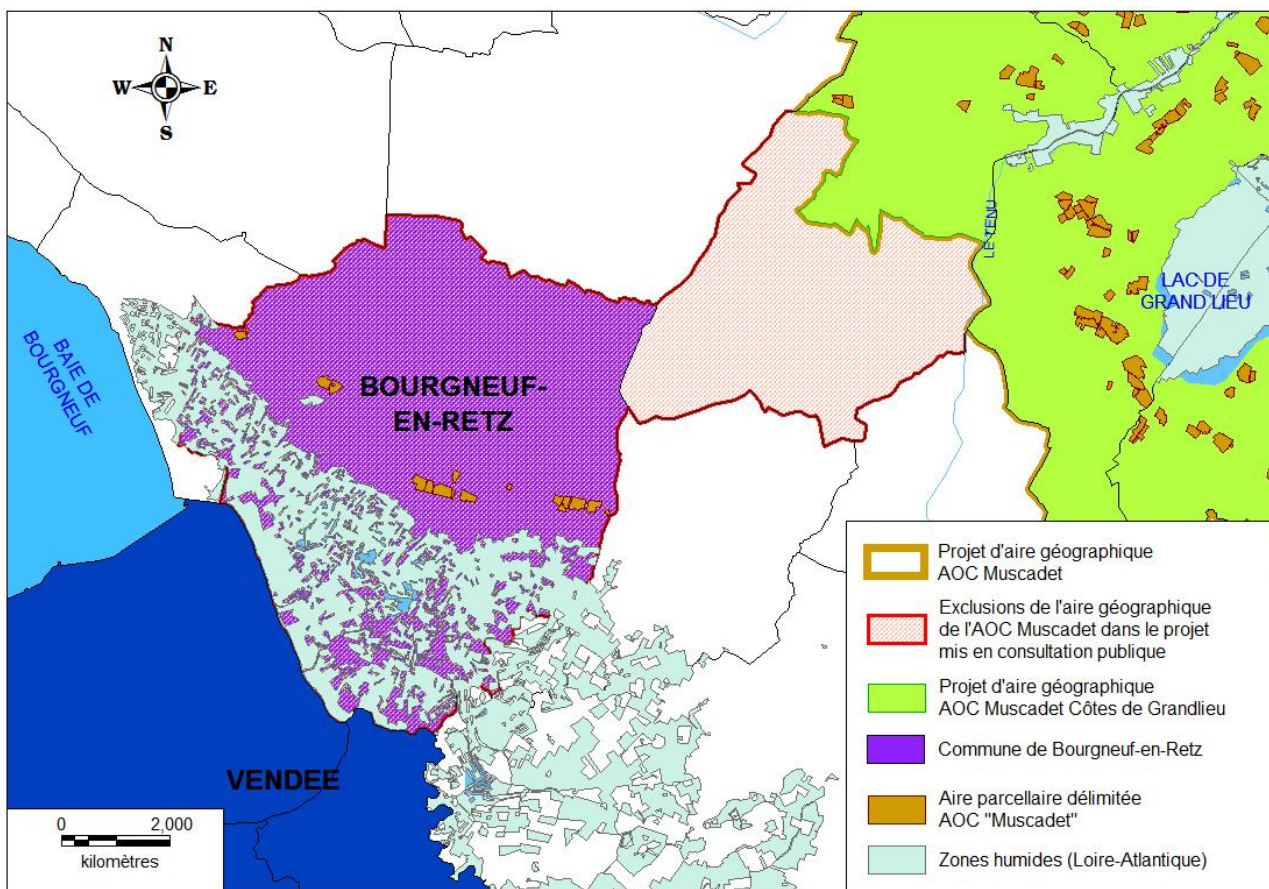 N
W E
S
LE TENU
LAC DE
GRAND LIEU
BAIE DE
BOURGNEUF
BOURGNEUF-
EN-RETZ
VENDEE
0 2,000
kilomètres
Projet d'aire géographique
AOC Muscadet
Exclusions de l'aire géographique
de l'AOC Muscadet dans le projet
mis en consultation publique
Projet d'aire géographique
AOC Muscadet Côtes de Grandlieu
Commune de Bourgneuf-en-Retz
Aire parcellaire délimitée
AOC "Muscadet"
Zones humides (Loire-Atlantique)